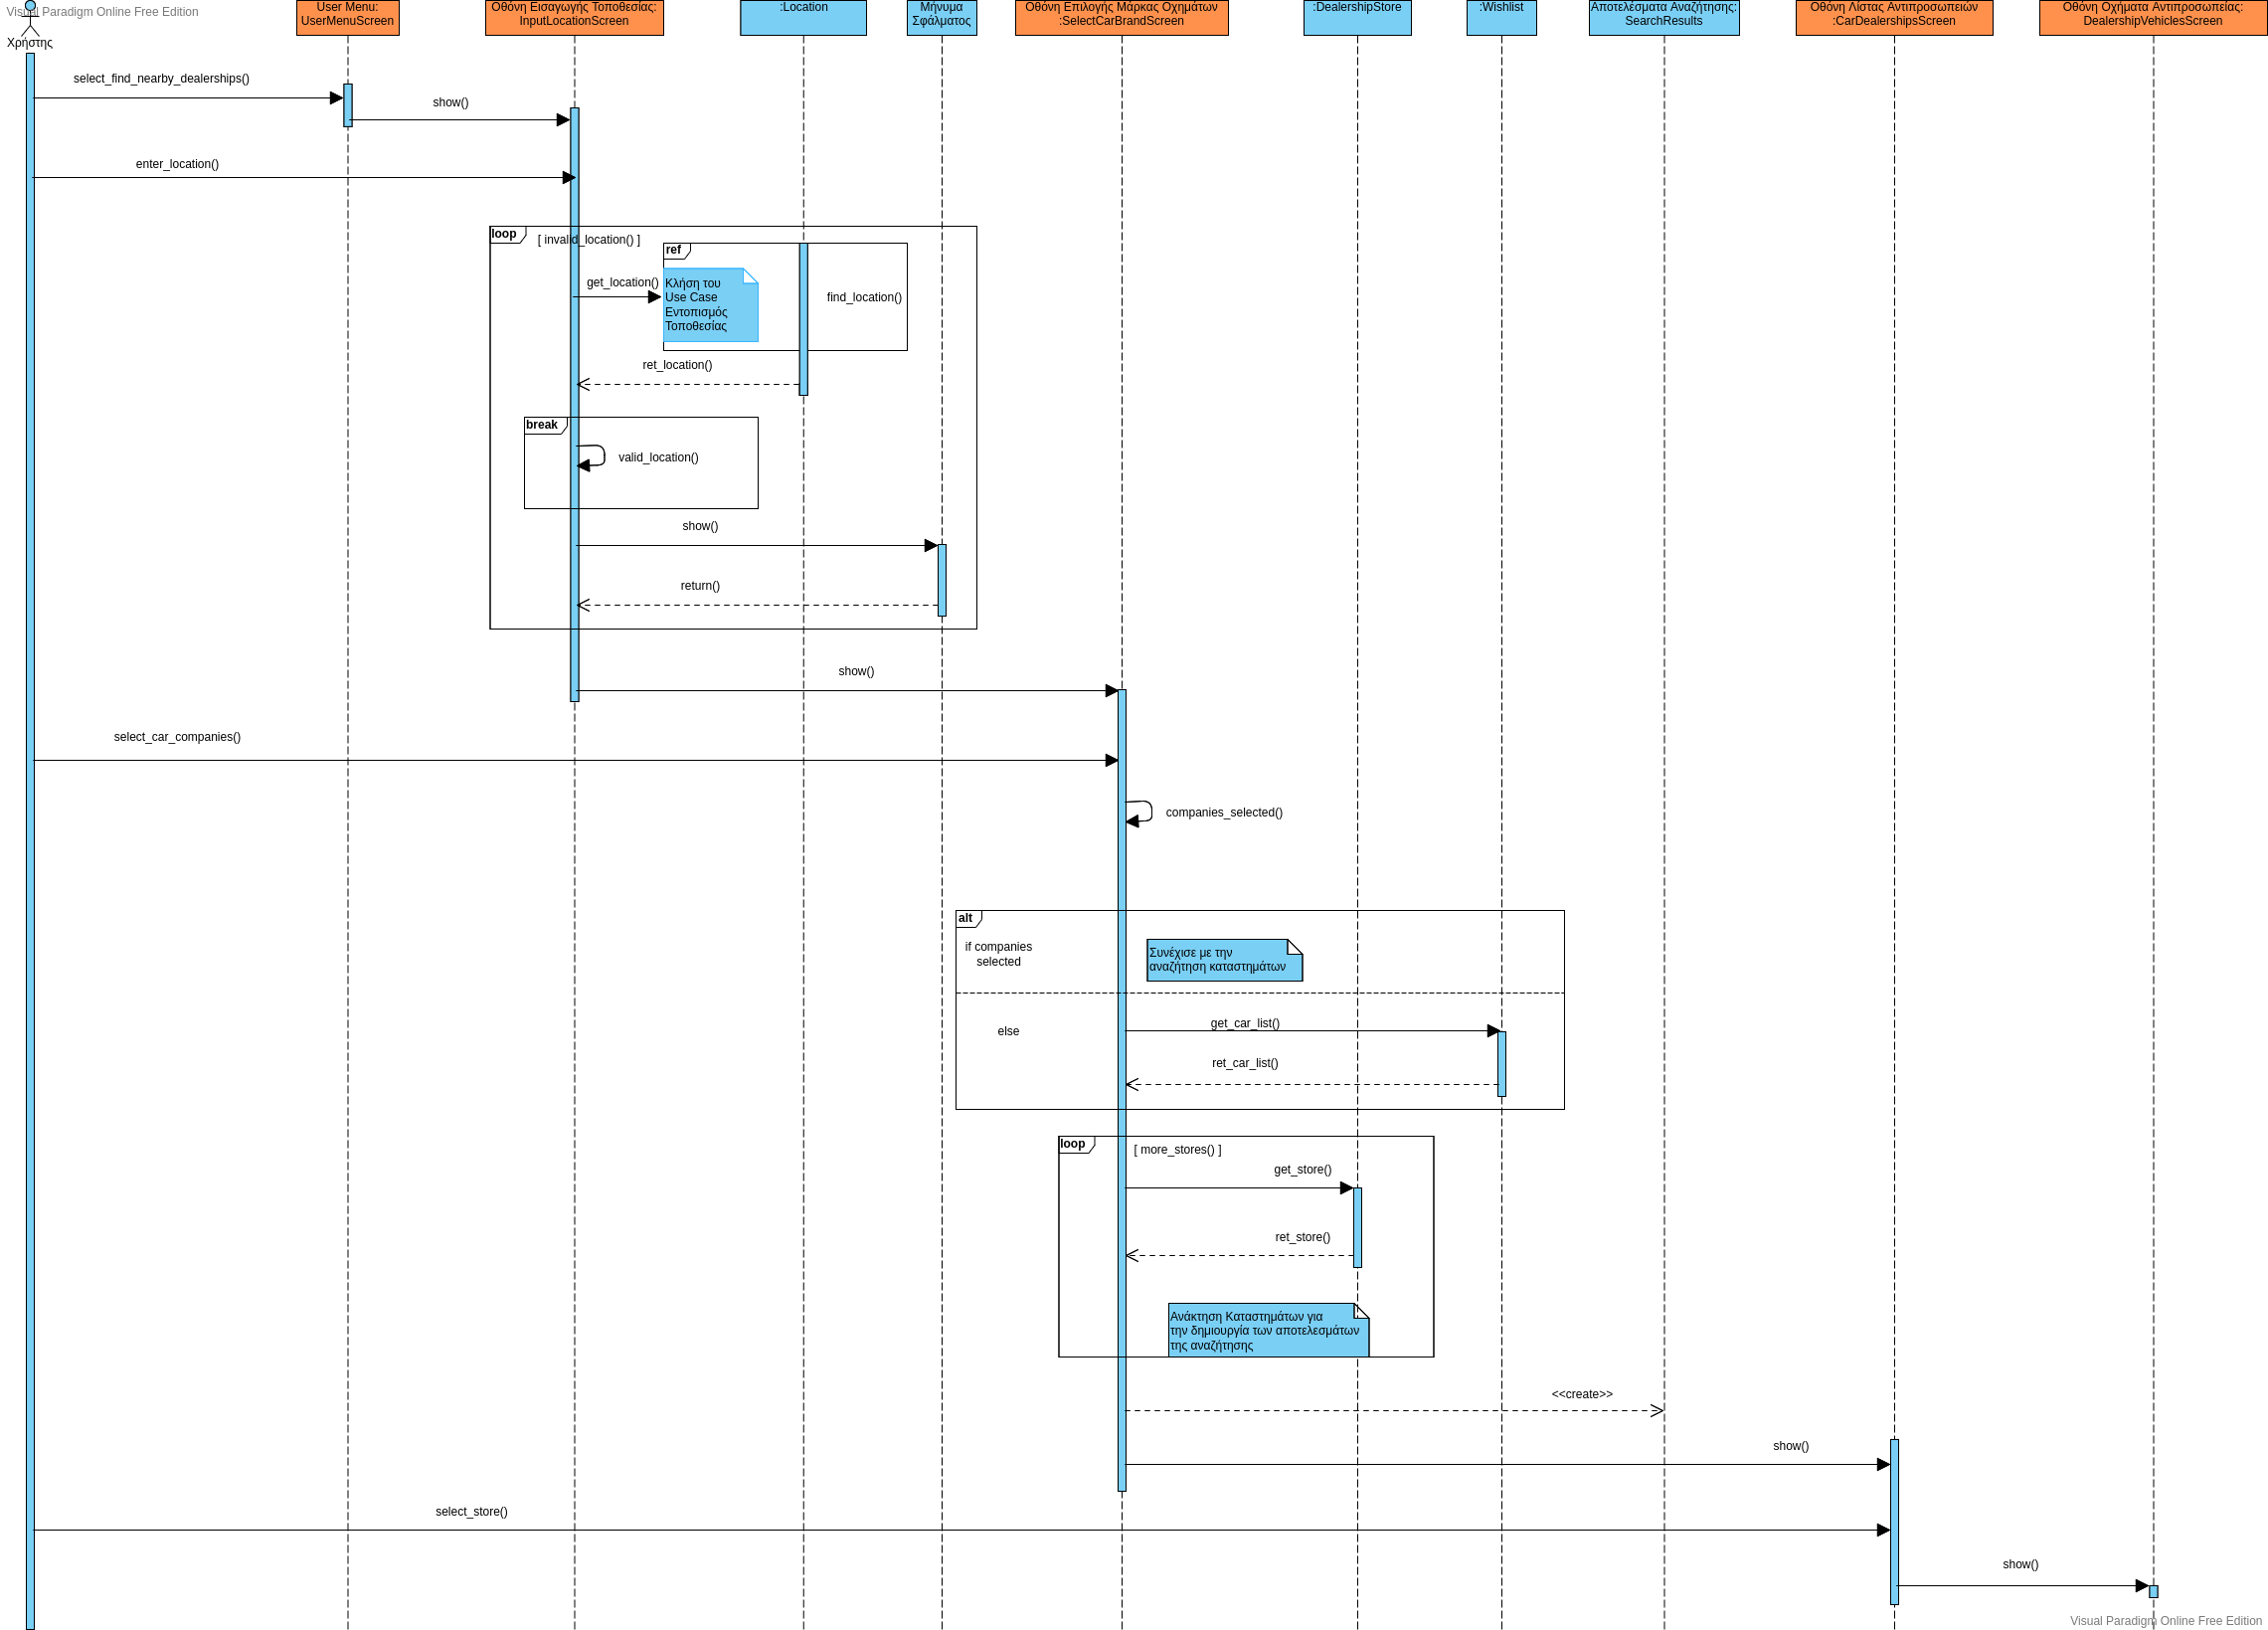 Visual Paradigm Online Free Edition
Χρήστης
User Menu:
UserMenuScreen
Οθόνη Εισαγωγής Τοποθεσίας:
InputLocationScreen
:Location
Μήνυμα
Σφάλματος
Οθόνη Επιλογής Μάρκας Οχημάτων
:SelectCarBrandScreen
:DealershipStore
:Wishlist
Αποτελέσματα Αναζήτησης:
SearchResults
Οθόνη Λίστας Αντιπροσωπειών
:CarDealershipsScreen
Οθόνη Οχήματα Αντιπροσωπείας:
DealershipVehiclesScreen
select_find_nearby_dealerships()
show()
enter_location()
loop
[ invalid_location() ]
ref
get_location()
Κλήση του
Use Case
Εντοπισμός
Τοποθεσίας
find_location()
ret_location()
break
valid_location()
show()
return()
show()
select_car_companies()
companies_selected()
alt
if companies
selected
Συνέχισε με την
αναζήτηση καταστημάτων
else
get_car_list()
ret_car_list()
loop
[ more_stores() ]
get_store()
ret_store()
Ανάκτηση Καταστημάτων για
την δημιουργία των αποτελεσμάτων
της αναζήτησης
<<create>>
show()
select_store()
show()
Visual Paradigm Online Free Edition